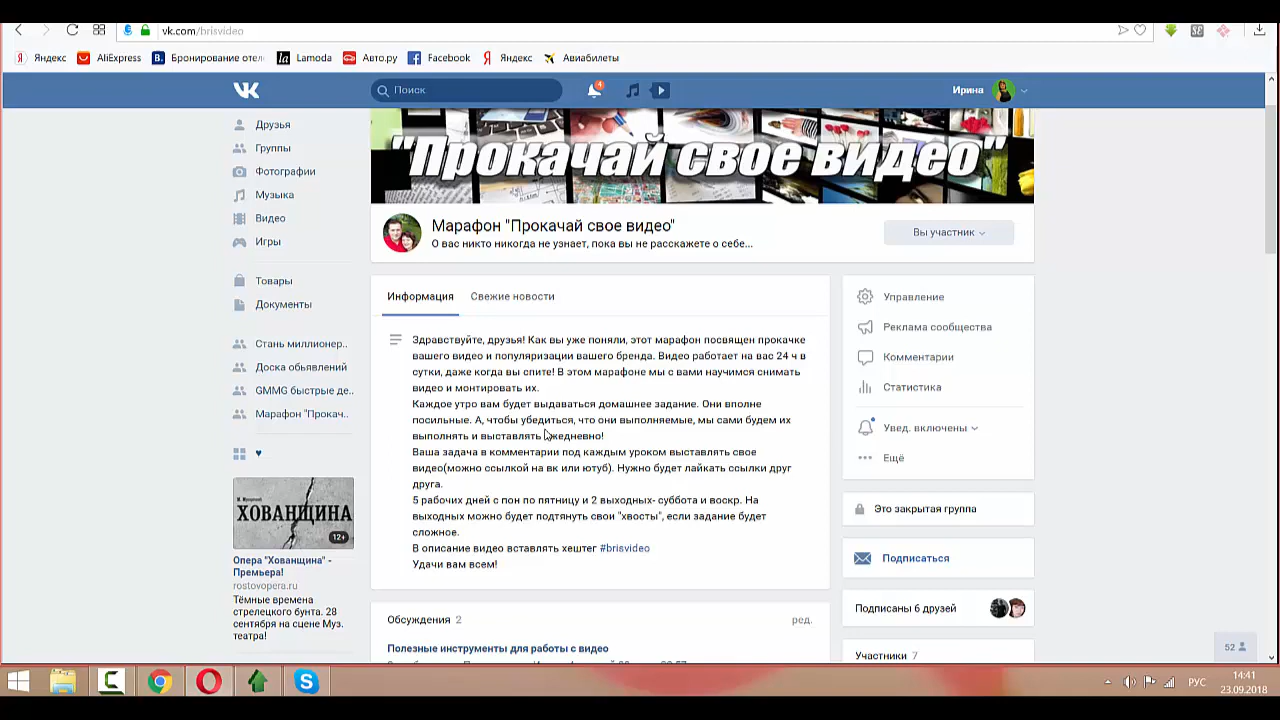 vk.com/brisvideo
Яндекс
AliExpress
Бронирование отел
Lamoda
Авто.ру
Facebook
Яндекс
Авиабилеты
Поиск
4
Ирина
Друзья
Группы
Фотографии
Музыка
Видео
Игры
Товары
Документы
Стань миллионер..
Доска обьявлений
GMMG быстрые де..
Марафон "Прокач..
ХОВАНЩИНА
12+
Опера "Хованщина" -
Премьера!
rostovopera.ru
Тёмные времена
стрелецкого бунта. 28
сентября на сцене Муз.
театра!
"Прокачай свое видео"
Марафон "Прокачай свое видео"
О вас никто никогда не узнает, пока вы не расскажете о себе...
Вы участник
Информация
Свежие новости
Здравствуйте, друзья! Как вы уже поняли, этот марафон посвящен прокачке
вашего видео и популяризации вашего бренда. Видео работает на вас 24 ч в
сутки, даже когда вы спите! В этом марафоне мы с вами научимся снимать
видео и монтировать их.
Каждое утро вам будет выдаваться домашнее задание. Они вполне
посильные. А, чтобы убедиться, что они выполняемые, мы сами будем их
выполнять и выставлять ежедневно!
Ваша задача в комментарии под каждым уроком выставлять свое
видео(можно ссылкой на вк или ютуб). Нужно будет лайкать ссылки друг
друга.
5 рабочих дней с пон по пятницу и 2 выходных- суббота и воскр. На
выходных можно будет подтянуть свои "хвосты", если задание будет
сложное.
В описание видео вставлять хештег #brisvideo
Удачи вам всем!
Обсуждения 2
ред.
Полезные инструменты для работы с видео
Управление
Реклама сообщества
Комментарии
Статистика
Увед. включены
Ещё
Это закрытая группа
Подписаться
Подписаны 6 друзей
Участники 7
52
РУС
14:41
23.09.2018